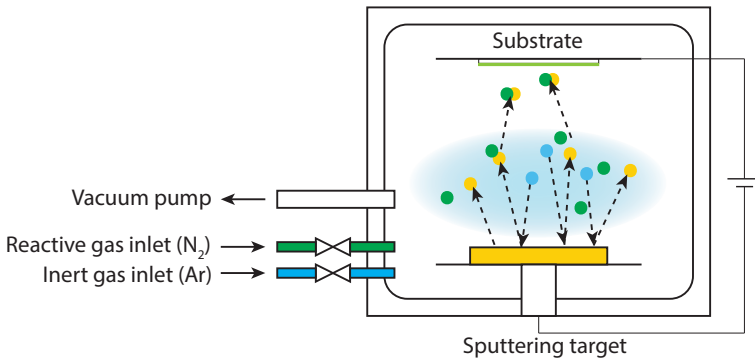 Substrate
Vacuum pump
Reactive gas inlet (N₂)
Inert gas inlet (Ar)
Sputtering target